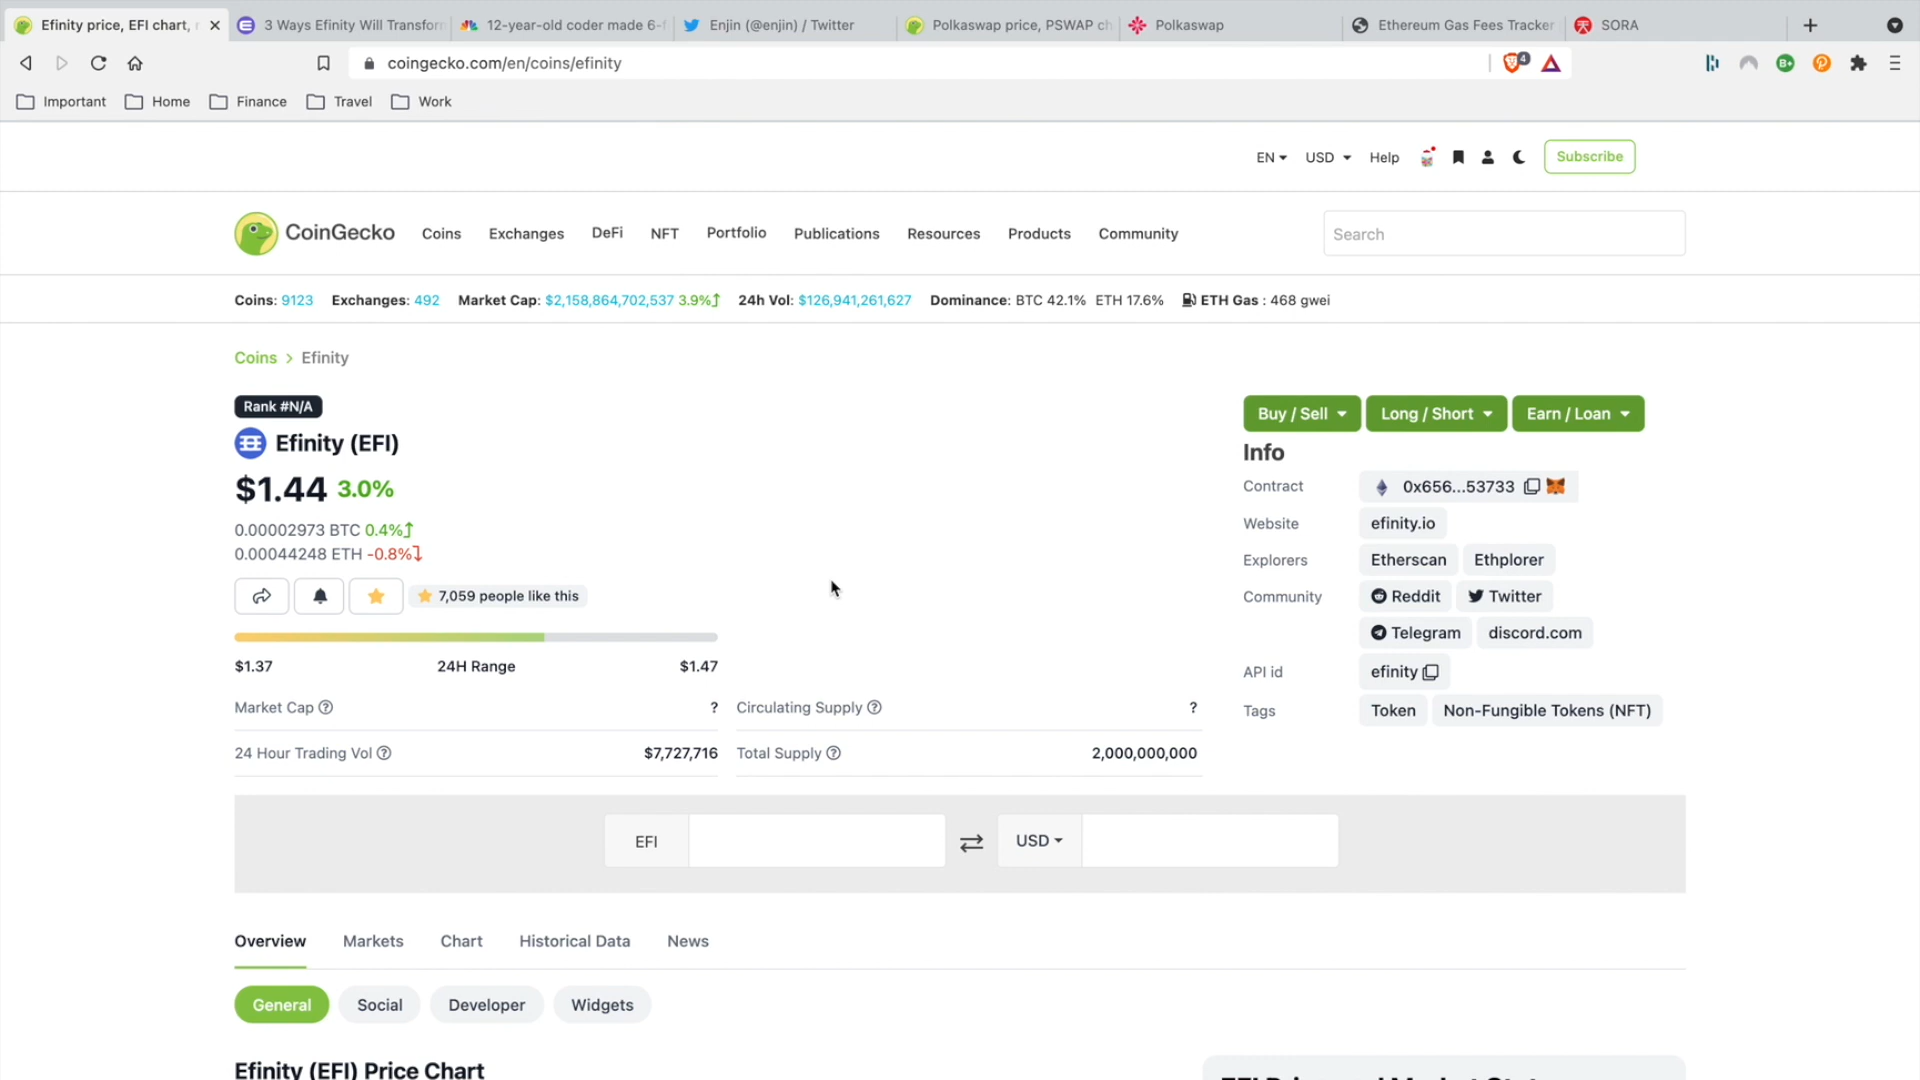 Efinity price, EFI chart,
3 Ways Efinity Will Transfor
12-year-old coder made 6-f
Enjin (@enjin) / Twitter
Polkaswap price, PSWAP ch
Polkaswap
Ethereum Gas Fees Tracker
SORA
coingecko.com/en/coins/efinity
4
B+
Important
Home
Finance
Travel
Work
EN
USD
Help
Subscribe
CoinGecko
Coins
Exchanges
DeFi
NFT
Portfolio
Publications
Resources
Products
Community
Search
Coins: 9123 Exchanges: 492 Market Cap: $2,158,864,702,537 3.9% 24h Vol: $126,941,261,627 Dominance: BTC 42.1% ETH 17.6% ETH Gas : 468 gwei
Coins > Efinity
Rank #N/A
Efinity (EFI)
$1.44 3.0%
0.00002973 BTC 0.4%
0.00044248 ETH -0.8%
7,059 people like this
$1.37 24H Range $1.47
Market Cap ? ?
24 Hour Trading Vol ? $7,727,716
Circulating Supply ? ?
Total Supply ? 2,000,000,000
Buy / Sell
Long / Short
Earn / Loan
Info
Contract 0x656...53733
Website efinity.io
Explorers Etherscan Ethplorer
Community Reddit Twitter
Telegram discord.com
API id efinity
Tags Token Non-Fungible Tokens (NFT)
EFI
USD
Overview
Markets
Chart
Historical Data
News
General
Social
Developer
Widgets
Efinity (EFI) Price Chart